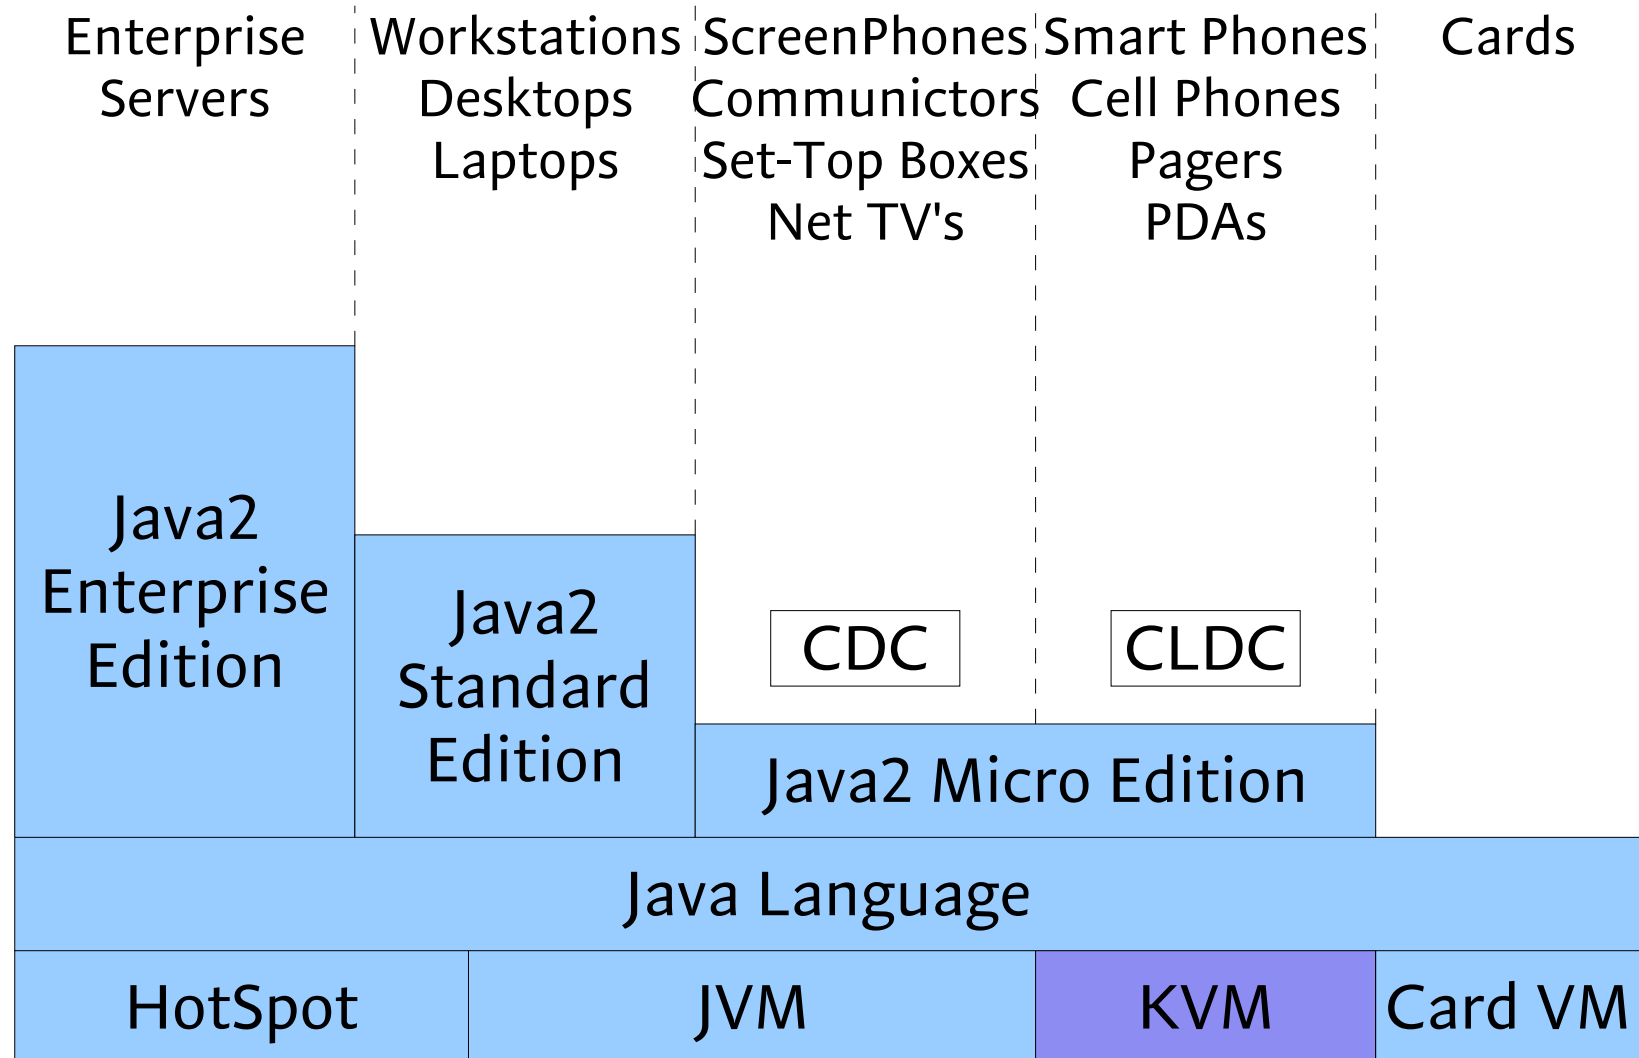 Enterprise
Servers
Workstations
Desktops
Laptops
ScreenPhones
Communictors
Set-Top Boxes
Net TV's
Smart Phones
Cell Phones
Pagers
PDAs
Cards
Java2
Enterprise
Edition
Java2
Standard
Edition
CDC
CLDC
Java2 Micro Edition
Java Language
HotSpot
JVM
KVM
Card VM